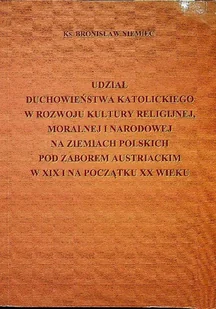 Ks. BRONISŁAW NIEMIEC
UDZIAŁ
DUCHOWIEŃSTWA KATOLICKIEGO
W ROZWOJU KULTURY RELIGIJNEJ,
MORALNEJ I NARODOWEJ
NA ZIEMIACH POLSKICH
POD ZABOREM AUSTRIACKIM
W XIX I NA POCZĄTKU XX WIEKU